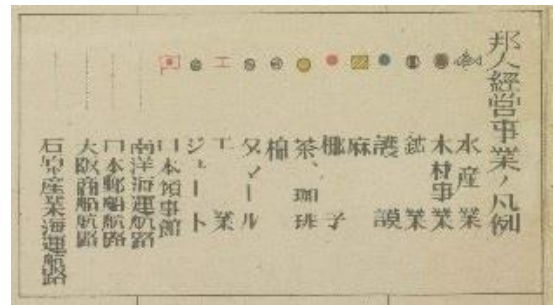 邦人經營事業ノ凡例
水産業
木材事業
鉱業
護謨
麻
椰子
茶、珈琲
棉
タマール
工業
ジュート
日本領事館
南洋海運航路
日本郵船航路
大阪商船航路
石原産業海運航路